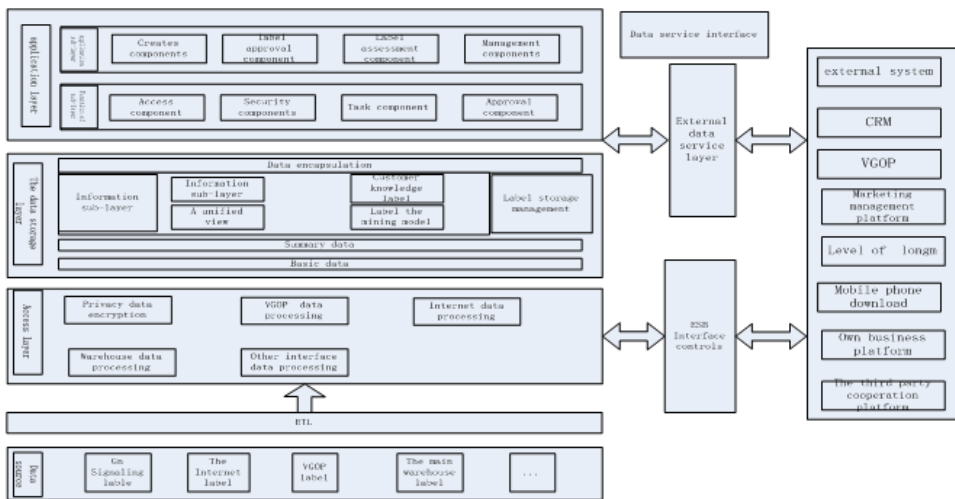 application layer
Creates
components
Label
approval
component
Label
assessment
component
Management
components
Access
component
Security
components
Task component
Approval
component
Data service interface
External
data
service
layer
external system
CRM
VGOP
Marketing
management
platform
Level of longm
Mobile phone
download
Own business
platform
The third party
cooperation
platform
The data storage
layer
Data encapsulation
Information
sub-layer
Information
sub-layer
A unified
view
Customer
knowledge
label
Label the
mining model
Label storage
management
Summary data
Basic data
Access layer
Privacy data
encryption
VGOP data
processing
Internet data
processing
Warehouse data
processing
Other interface
data processing
ESB
Interface
controls
ETL
Data
source
Gn
Signaling
lable
The
Internet
label
VGOP
label
The main
warehouse
label
...